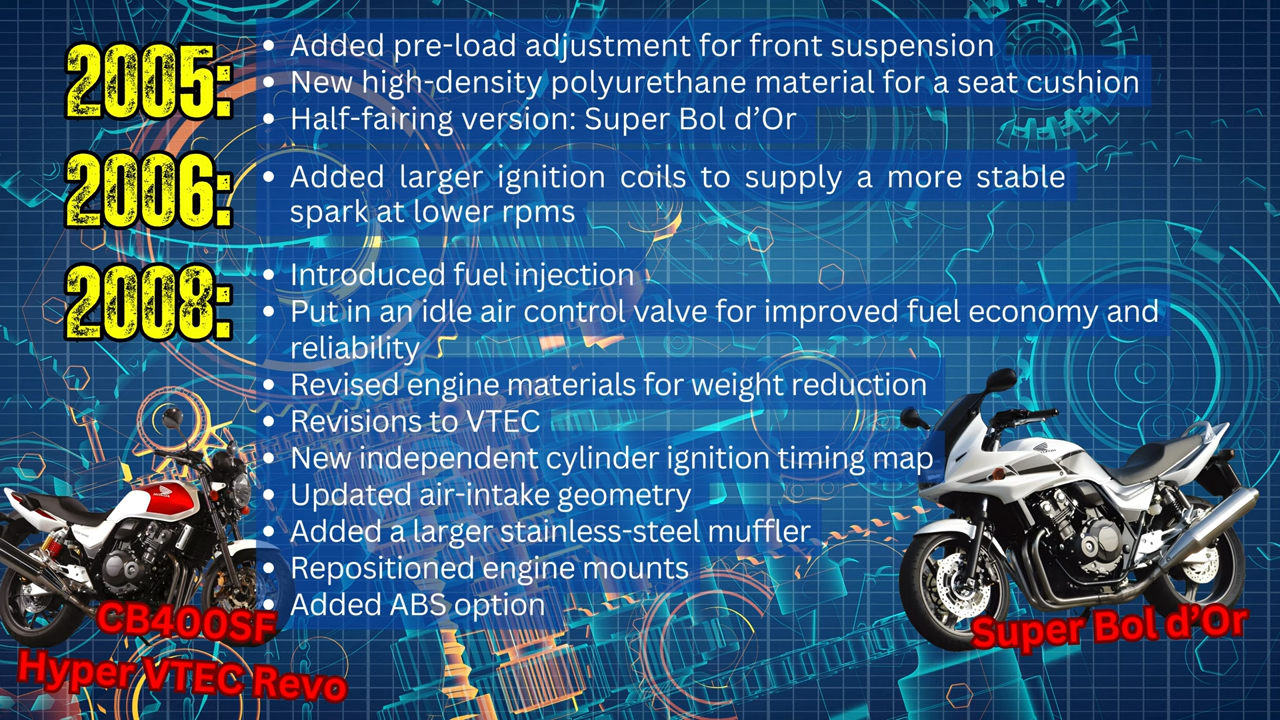 2005:
• Added pre-load adjustment for front suspension
• New high-density polyurethane material for a seat cushion
• Half-fairing version: Super Bol d’Or
2006:
• Added larger ignition coils to supply a more stable
spark at lower rpms
2008:
• Introduced fuel injection
• Put in an idle air control valve for improved fuel economy and
reliability
• Revised engine materials for weight reduction
• Revisions to VTEC
• New independent cylinder ignition timing map
• Updated air-intake geometry
• Added a larger stainless-steel muffler
• Repositioned engine mounts
• Added ABS option
CB400SF
Hyper VTEC Revo
Super Bol d’Or